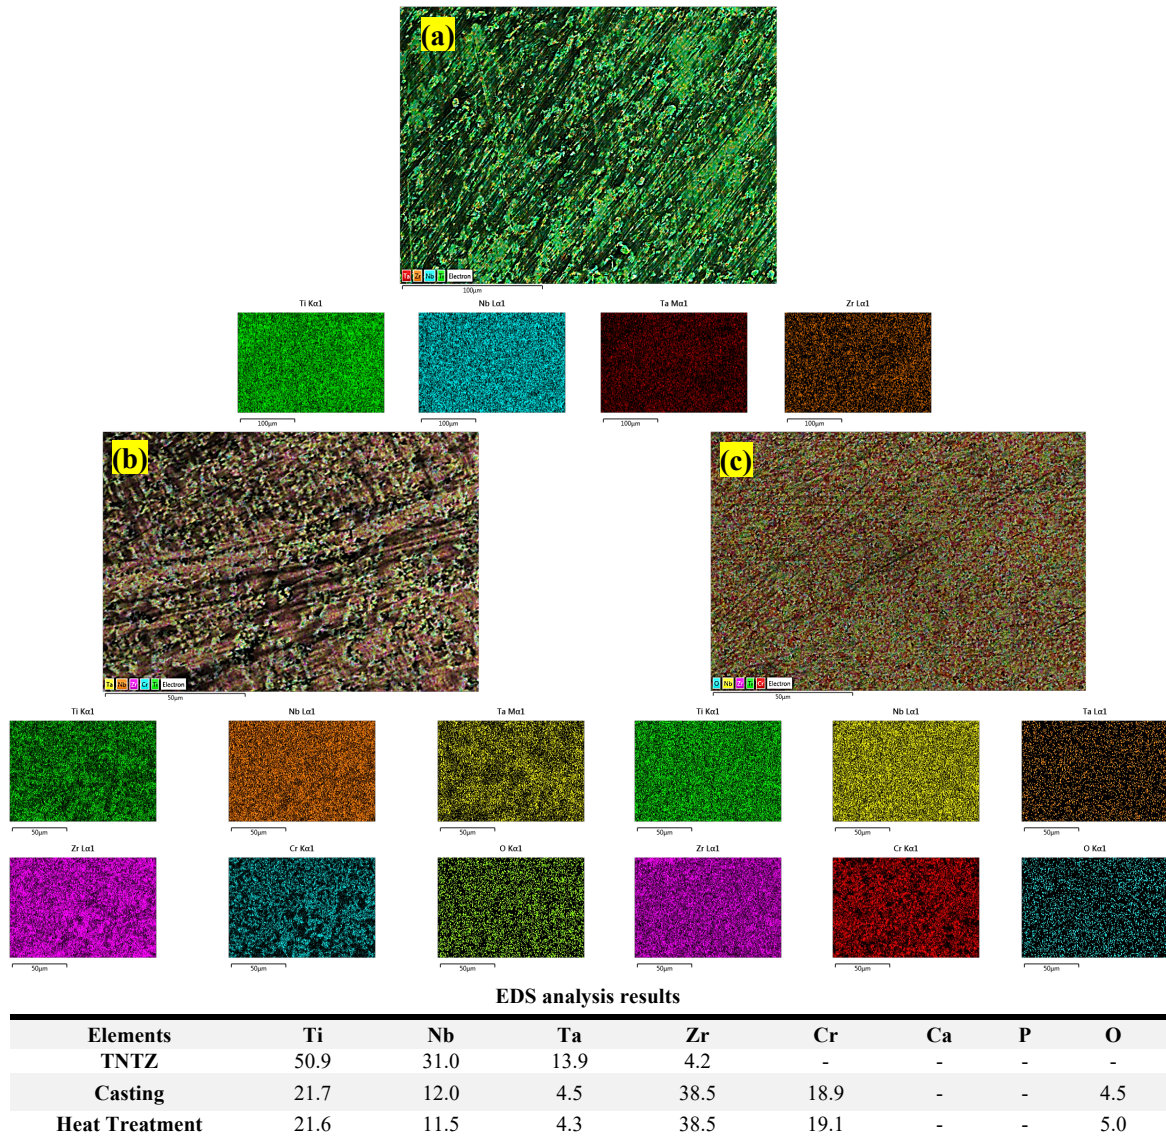 (a)
Ta Zr Nb Ti Electron
100μm
Ti Kα1 Nb Lα1 Ta Mα1 Zr Lα1
100μm 100μm 100μm 100μm
(b) (c)
Ta Nb Zr Cr Ti Electron O Nb Zr Ti Cr Electron
50μm 50μm
Ti Kα1 Nb Lα1 Ta Mα1 Ti Kα1 Nb Lα1 Ta Lα1
50μm 50μm 50μm 50μm 50μm 50μm
Zr Lα1 Cr Kα1 O Kα1 Zr Lα1 Cr Kα1 O Kα1
50μm 50μm 50μm 50μm 50μm 50μm
EDS analysis results
Elements Ti Nb Ta Zr Cr Ca P O
TNTZ 50.9 31.0 13.9 4.2 - - - -
Casting 21.7 12.0 4.5 38.5 18.9 - - 4.5
Heat Treatment 21.6 11.5 4.3 38.5 19.1 - - 5.0